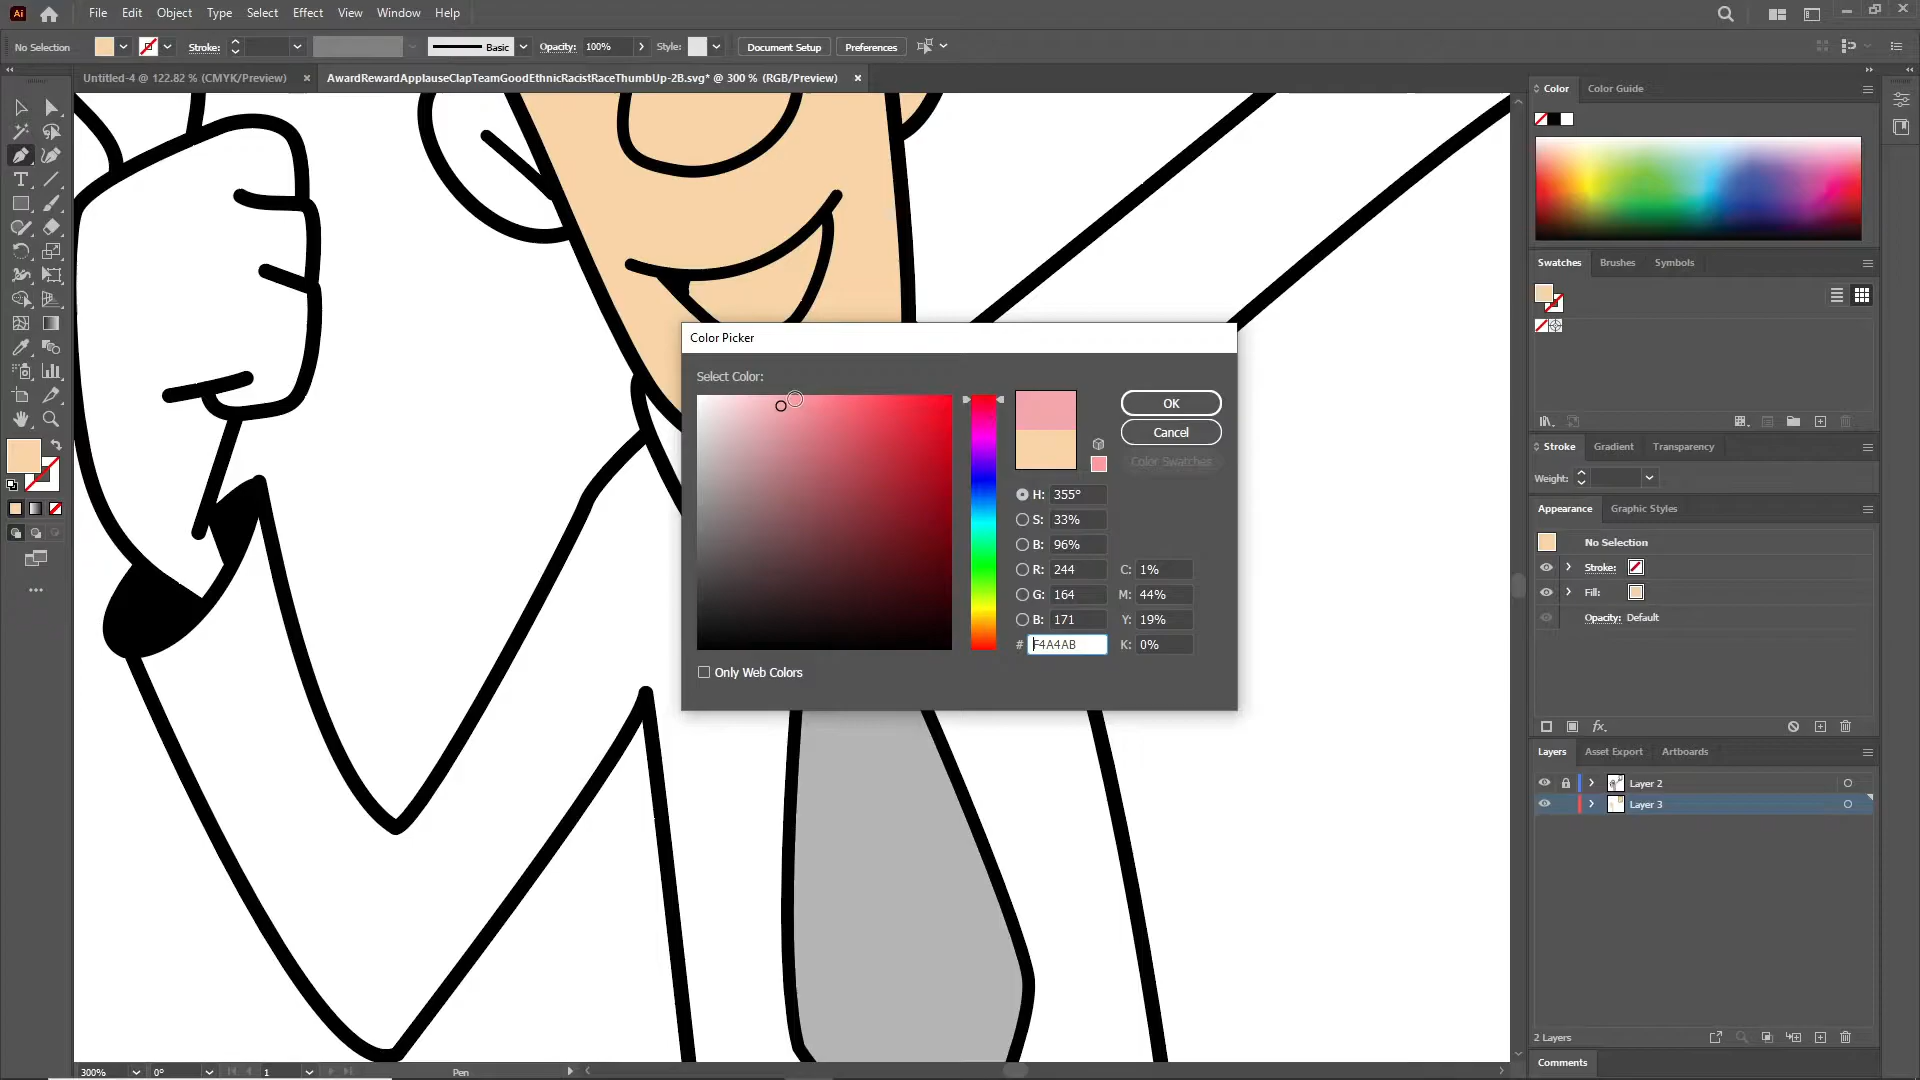 Ai File Edit Object Type Select Effect View Window Help
No Selection Stroke: Basic Opacity: 100% Style: Document Setup Preferences
Untitled-4 @ 122.82 % (CMYK/Preview) × AwardRewardApplauseClapTeamGoodEthnicRacistRaceThumbUp-2B.svg* @ 300 % (RGB/Preview) ×
Color Color Guide
Swatches Brushes Symbols
Color Picker
Select Color:
OK
Cancel
Color Swatches
H: 355°
S: 33%
B: 96%
R: 244 C: 1%
G: 164 M: 44%
B: 171 Y: 19%
# F4A4AB K: 0%
Only Web Colors
Stroke Gradient Transparency
Weight:
Appearance Graphic Styles
No Selection
Stroke:
Fill:
Opacity: Default
fx
Layers Asset Export Artboards
Layer 2
Layer 3
2 Layers
Comments
300% 0° 1 Pen